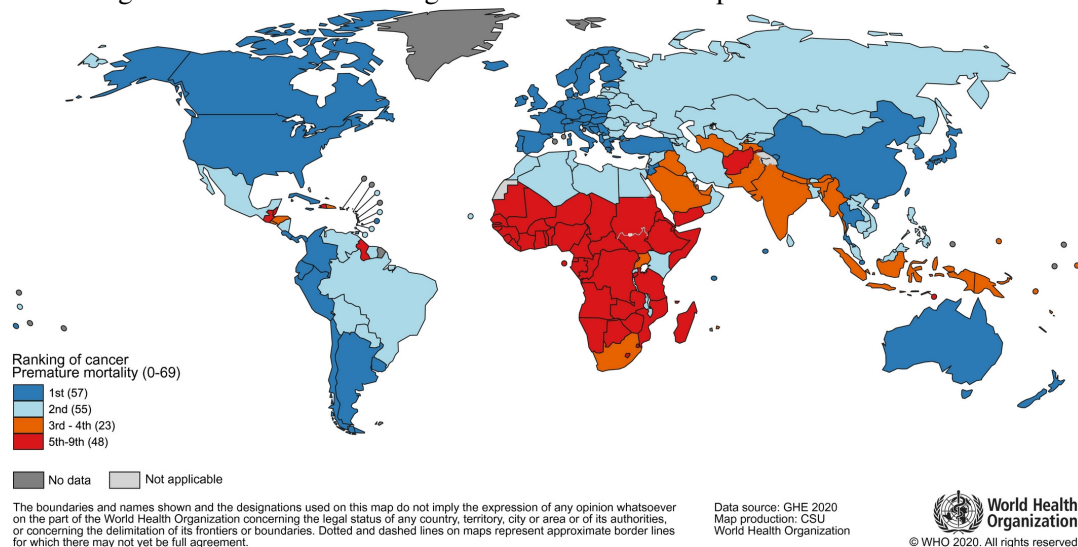 Ranking of cancer
Premature mortality (0-69)
1st (57)
2nd (55)
3rd - 4th (23)
5th-9th (48)
No data
Not applicable
The boundaries and names shown and the designations used on this map do not imply the expression of any opinion whatsoever
on the part of the World Health Organization concerning the legal status of any country, territory, city or area or of its authorities,
or concerning the delimitation of its frontiers or boundaries. Dotted and dashed lines on maps represent approximate border lines
for which there may not yet be full agreement.
Data source: GHE 2020
Map production: CSU
World Health Organization
World Health
Organization
© WHO 2020. All rights reserved